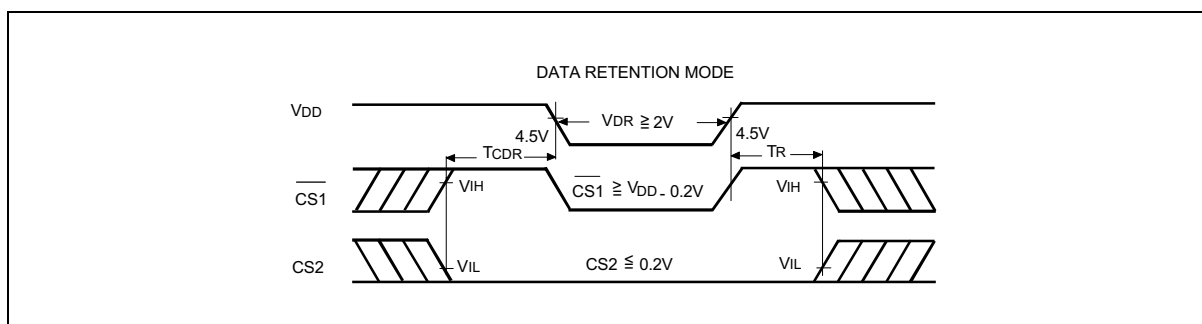 DATA RETENTION MODE
VDD
VDR ≧ 2V
4.5V
4.5V
TCDR
TR
CS1
VIH
CS1 ≧ VDD - 0.2V
VIH
CS2
VIL
CS2 ≦ 0.2V
VIL